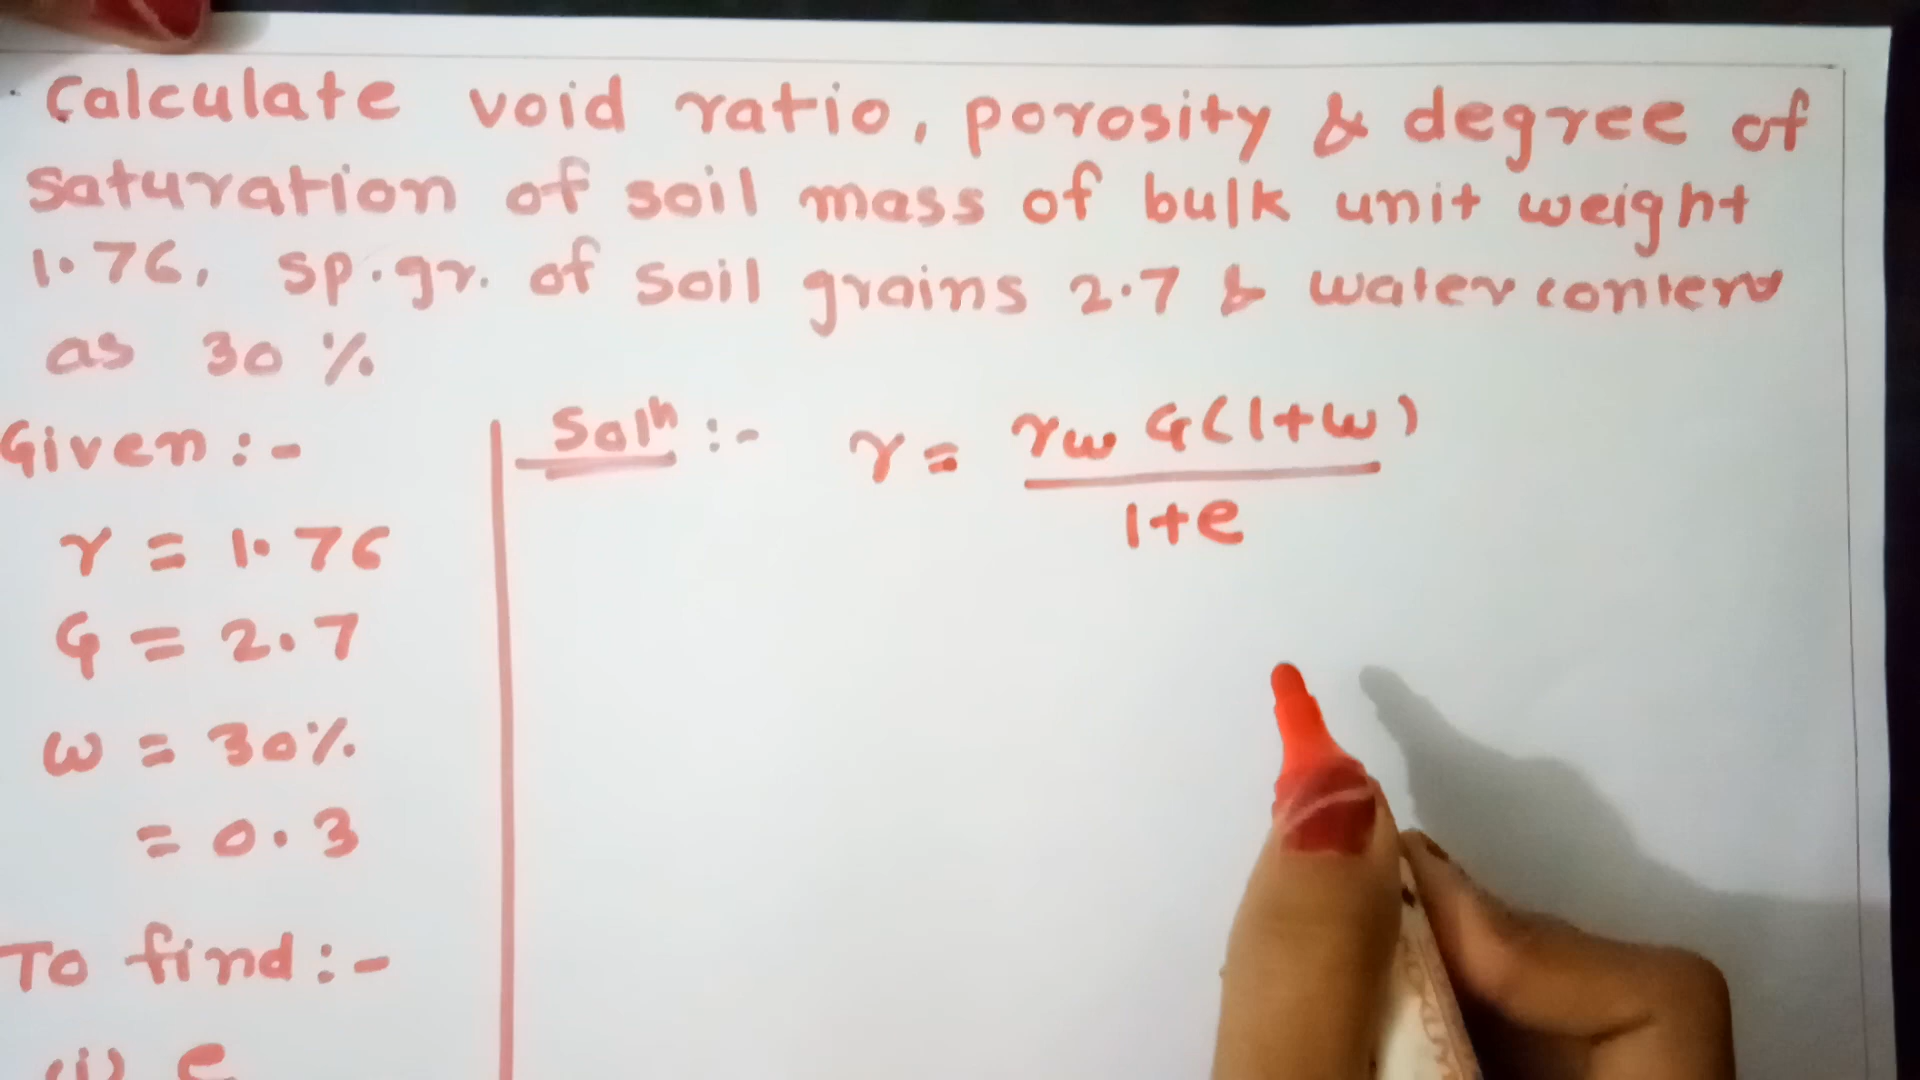 Calculate void ratio, porosity & degree of
saturation of soil mass of bulk unit weight
1.76, sp.gr. of soil grains 2.7 & water content
as 30 %
Given :-
γ = 1.76
G = 2.7
w = 30%
= 0.3
To find :-
(i) e
Solⁿ :- γ = γw G(1+w)
1+e